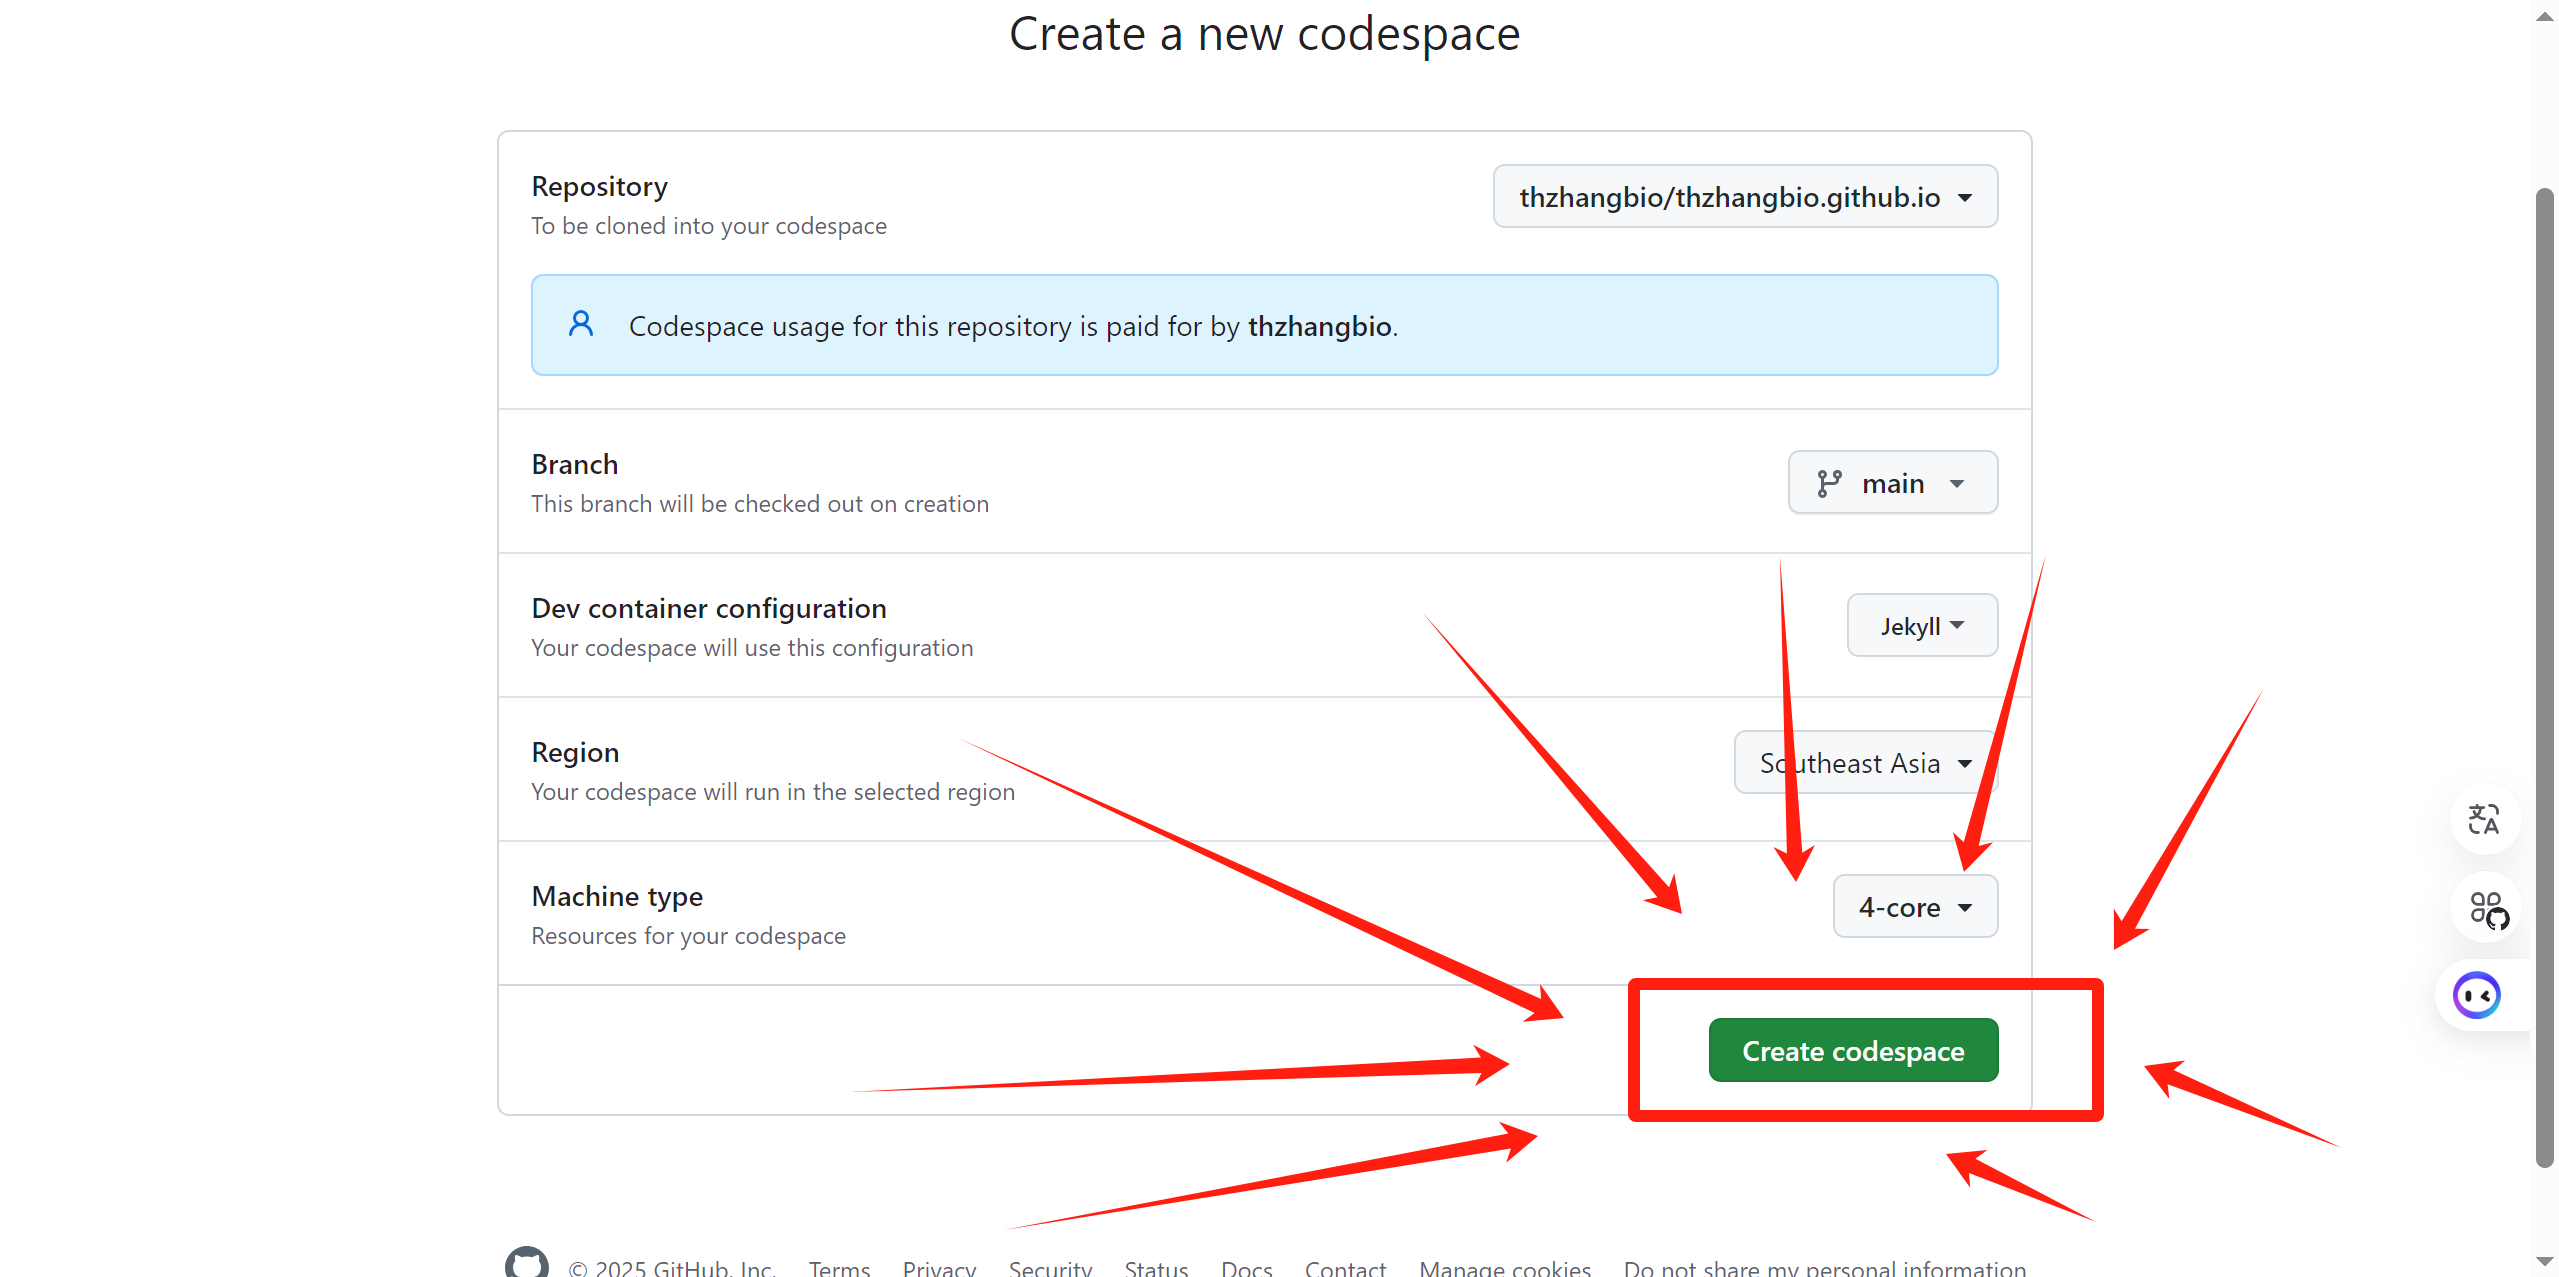 Create a new codespace
Repository
To be cloned into your codespace
thzhangbio/thzhangbio.github.io
Codespace usage for this repository is paid for by thzhangbio.
Branch
This branch will be checked out on creation
main
Dev container configuration
Your codespace will use this configuration
Jekyll
Region
Your codespace will run in the selected region
Southeast Asia
Machine type
Resources for your codespace
4-core
Create codespace
© 2025 GitHub, Inc. Terms Privacy Security Status Docs Contact Manage cookies Do not share my personal information
文A